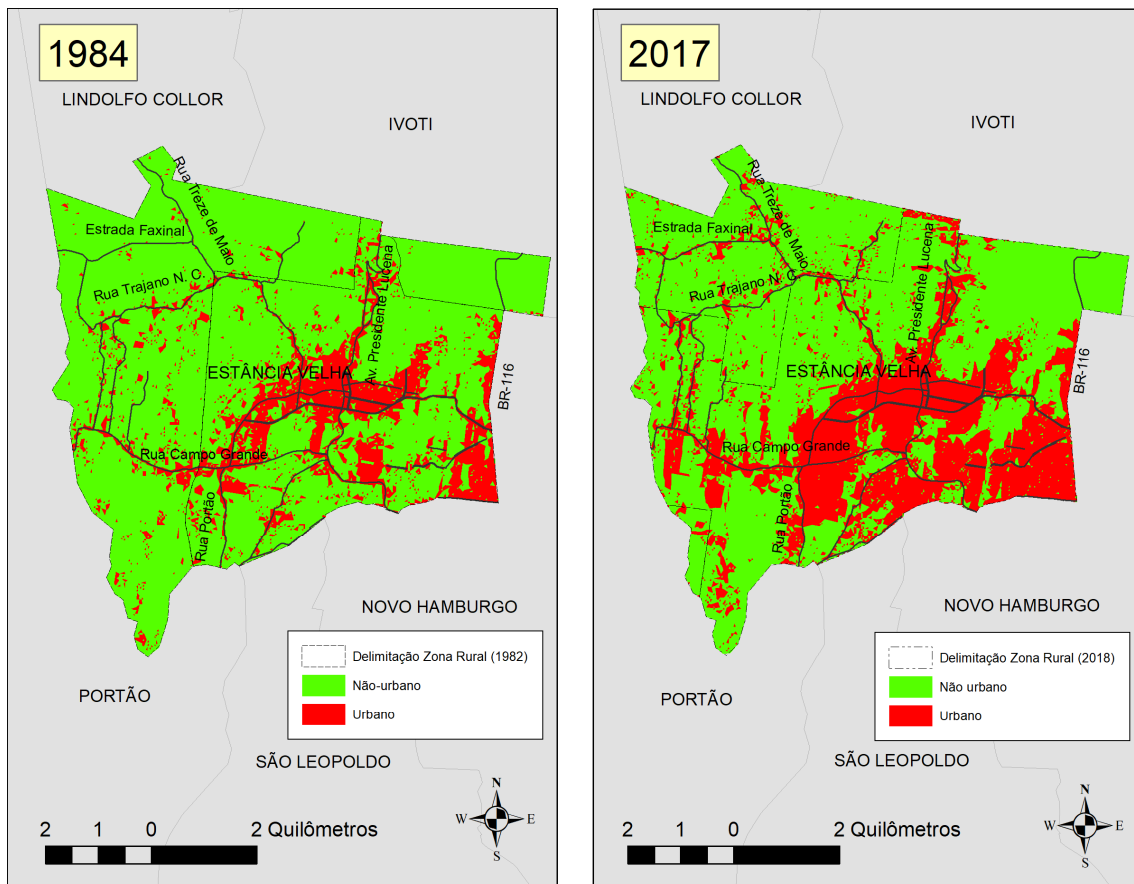 1984
LINDOLFO COLLOR
IVOTI
Rua Treze de Maio
Estrada Faxinal
Rua Trajano N. C.
Av. Presidente Lucena
ESTÂNCIA VELHA
BR-116
Rua Campo Grande
Rua Portão
NOVO HAMBURGO
Delimitação Zona Rural (1982)
Não-urbano
Urbano
PORTÃO
SÃO LEOPOLDO
N
W
E
S
2 1 0 2 Quilômetros
2017
LINDOLFO COLLOR
IVOTI
Rua Treze de Maio
Estrada Faxinal
Rua Trajano N. C.
Av. Presidente Lucena
ESTÂNCIA VELHA
BR-116
Rua Campo Grande
Rua Portão
NOVO HAMBURGO
Delimitação Zona Rural (2018)
Não urbano
Urbano
PORTÃO
SÃO LEOPOLDO
N
W
E
S
2 1 0 2 Quilômetros